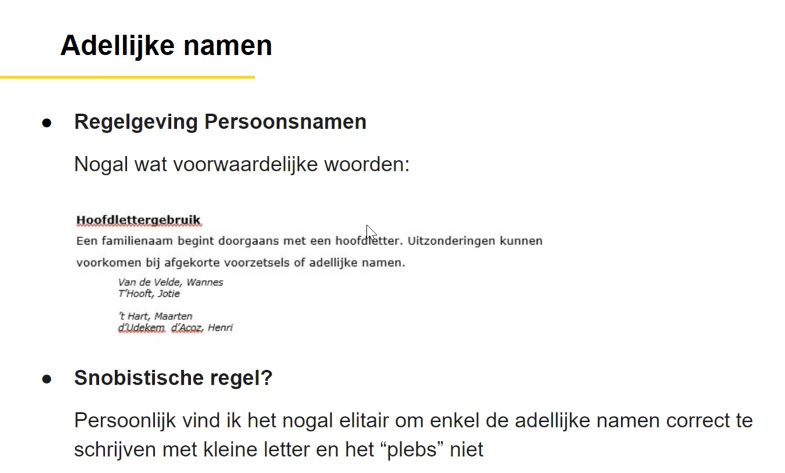 Adellijke namen
● Regelgeving Persoonsnamen
Nogal wat voorwaardelijke woorden:
Hoofdlettergebruik
Een familienaam begint doorgaans met een hoofdletter. Uitzonderingen kunnen
voorkomen bij afgekorte voorzetsels of adellijke namen.
Van de Velde, Wannes
T'Hooft, Jotie
't Hart, Maarten
d'Udekem d'Acoz, Henri
● Snobistische regel?
Persoonlijk vind ik het nogal elitair om enkel de adellijke namen correct te
schrijven met kleine letter en het “plebs” niet